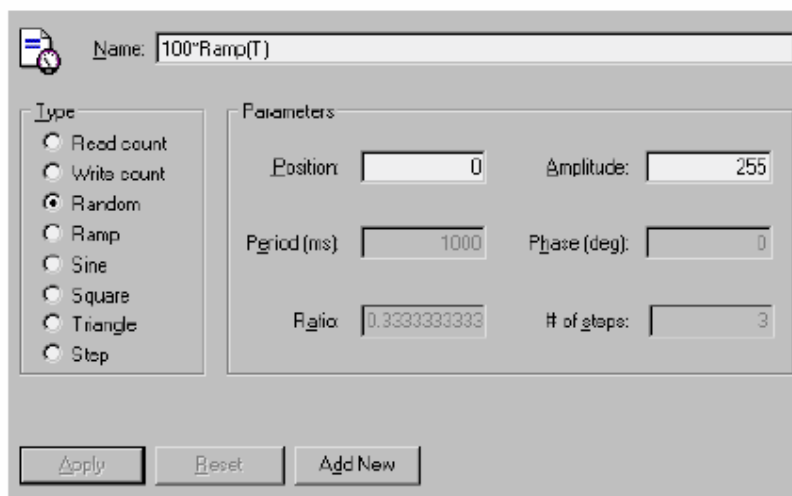 Name: 100*Ramp(T)
Type
Read count
Write count
Random
Ramp
Sine
Square
Triangle
Step
Parameters
Position: 0 Amplitude: 255
Period (ms): 1000 Phase (deg): 0
Ratio: 0.3333333333 # of steps: 3
Apply Reset Add New